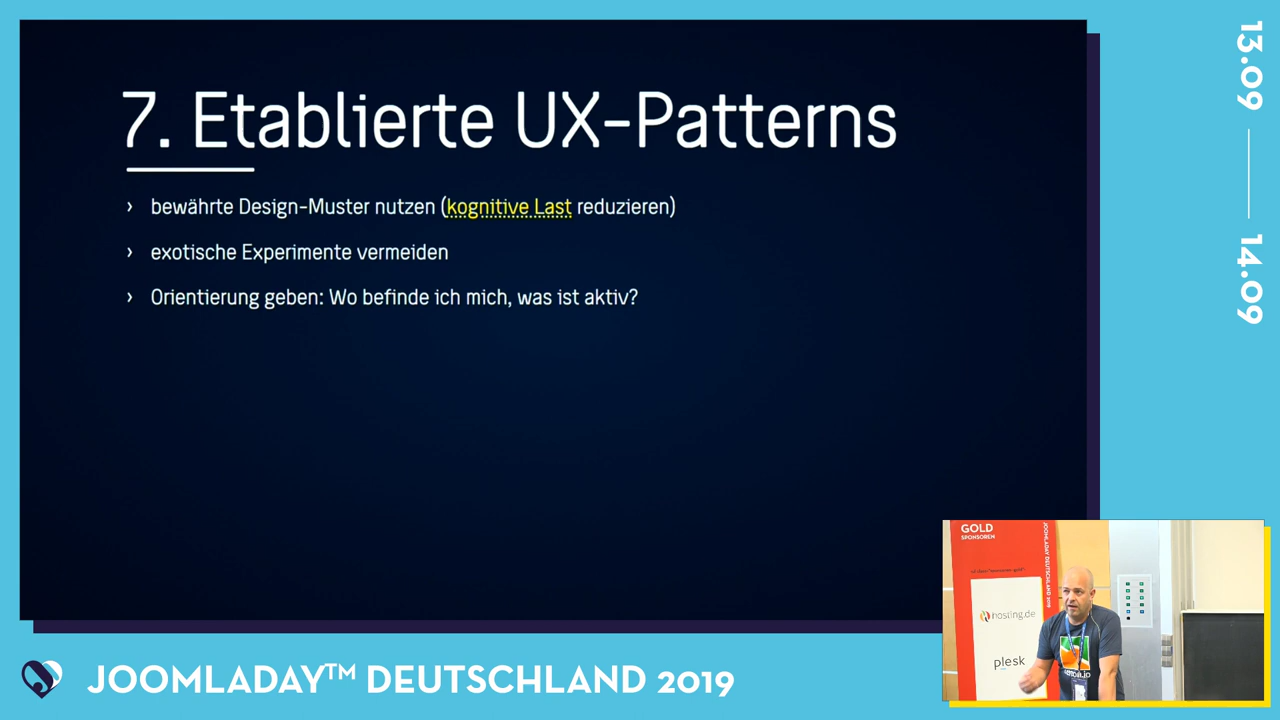 7. Etablierte UX-Patterns
› bewährte Design-Muster nutzen (kognitive Last reduzieren)
› exotische Experimente vermeiden
› Orientierung geben: Wo befinde ich mich, was ist aktiv?
13.09
14.09
GOLD
SPONSOREN
JOOMLADAY DEUTSCHLAND 2019
hosting.de
plesk
JOOMLADAY™ DEUTSCHLAND 2019